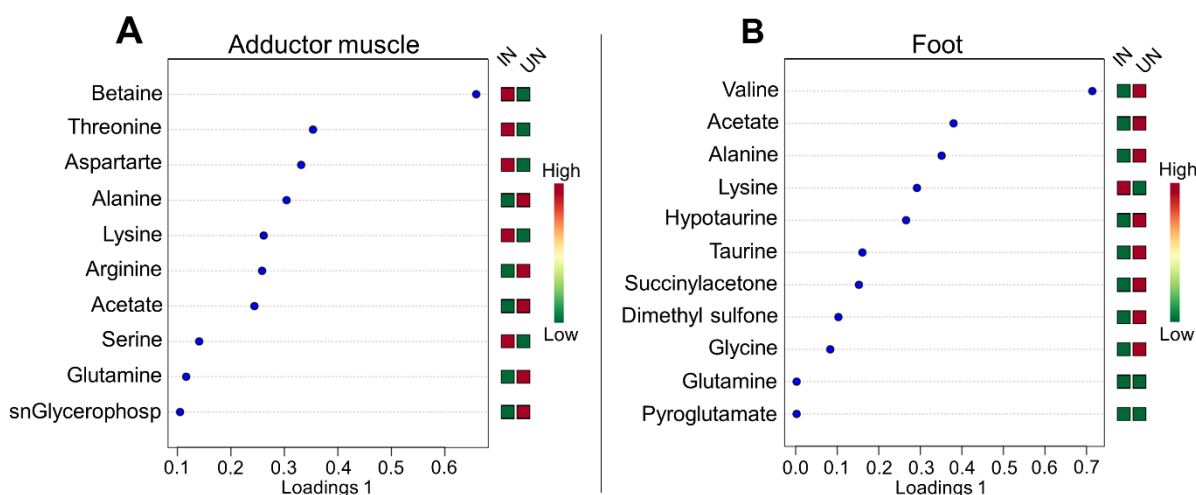 A
Adductor muscle
IN
UN
Betaine
Threonine
Aspartarte
Alanine
Lysine
Arginine
Acetate
Serine
Glutamine
snGlycerophosp
High
Low
0.1 0.2 0.3 0.4 0.5 0.6
Loadings 1
B
Foot
IN
UN
Valine
Acetate
Alanine
Lysine
Hypotaurine
Taurine
Succinylacetone
Dimethyl sulfone
Glycine
Glutamine
Pyroglutamate
High
Low
0.0 0.1 0.2 0.3 0.4 0.5 0.6 0.7
Loadings 1